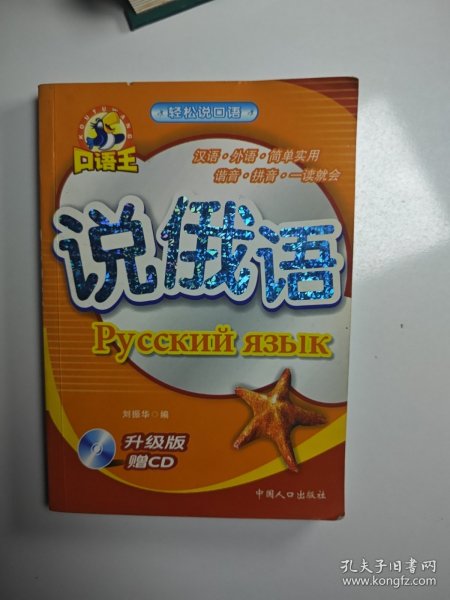 轻松说口语
KOUYUWANG
口语王
汉语·外语·简单实用
谐音·拼音·一读就会
说俄语
Русский язык
刘振华◇编
升级版
赠CD
中国人口出版社
孔夫子旧书网
www.kongfz.com